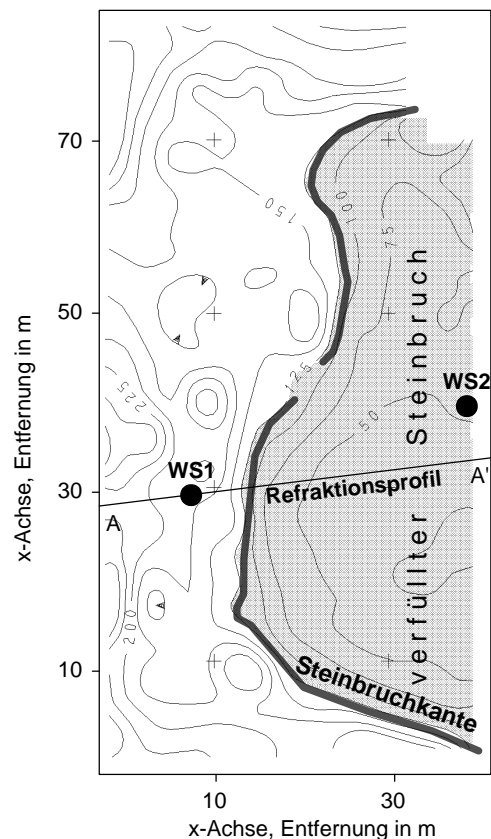 70
50
30
10
10
30
x-Achse, Entfernung in m
x-Achse, Entfernung in m
150
100
75
125
50
225
200
WS1
WS2
A
A'
Refraktionsprofil
Steinbruchkante
verfüllter Steinbruch